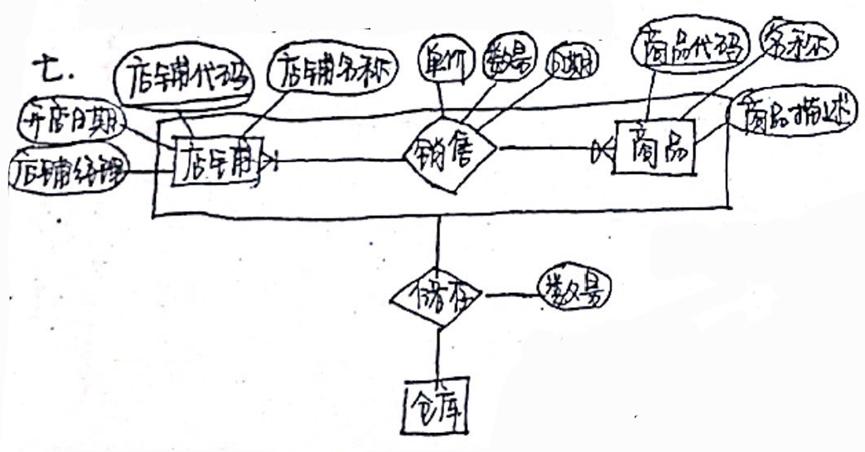 七.
店铺代码
店铺名称
单价
数量
日期
商品代码
名称
开店日期
商品描述
店铺经理
店铺
销售
商品
储存
数量
仓库